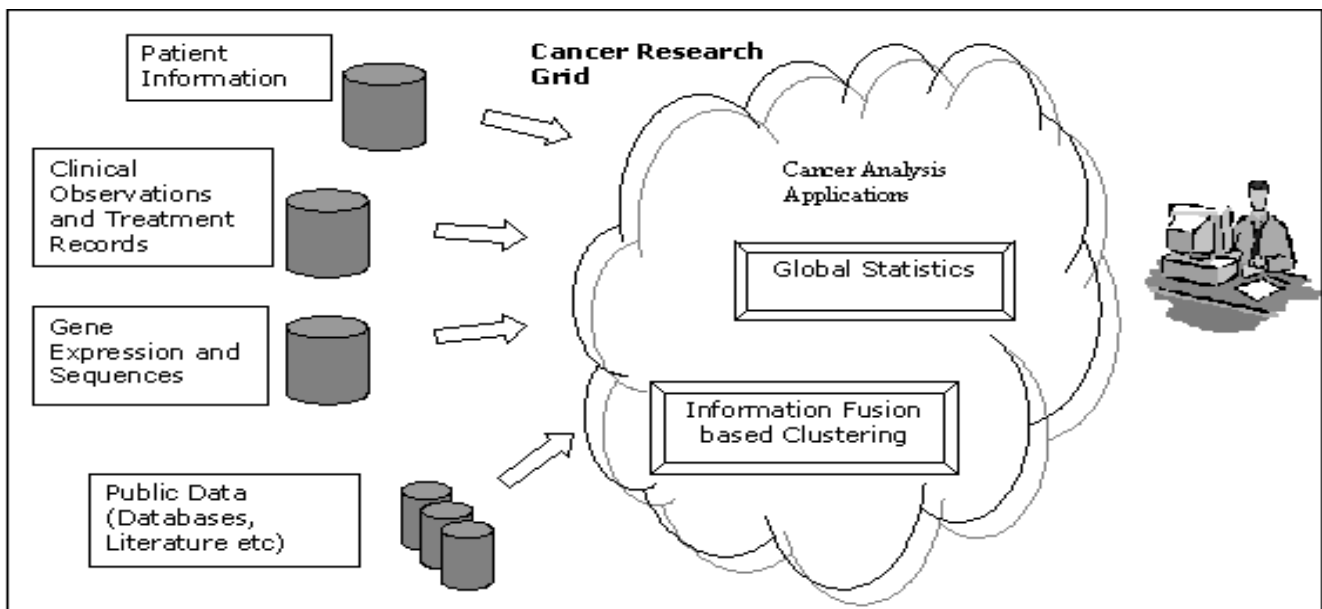 Patient
Information
Cancer Research
Grid
Clinical
Observations
and Treatment
Records
Cancer Analysis
Applications
Global Statistics
Gene
Expression and
Sequences
Information Fusion
based Clustering
Public Data
(Databases,
Literature etc)